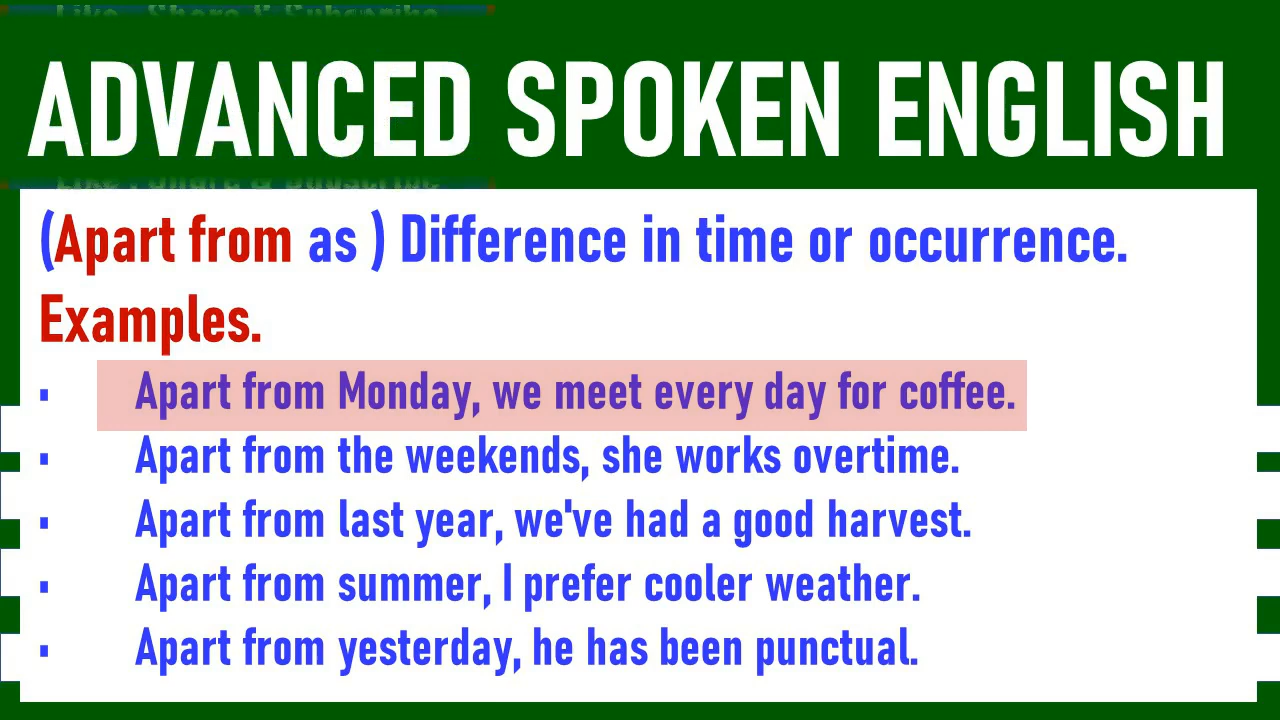 ADVANCED SPOKEN ENGLISH
(Apart from as ) Difference in time or occurrence.
Examples.
▪ Apart from Monday, we meet every day for coffee.
▪ Apart from the weekends, she works overtime.
▪ Apart from last year, we've had a good harvest.
▪ Apart from summer, I prefer cooler weather.
▪ Apart from yesterday, he has been punctual.